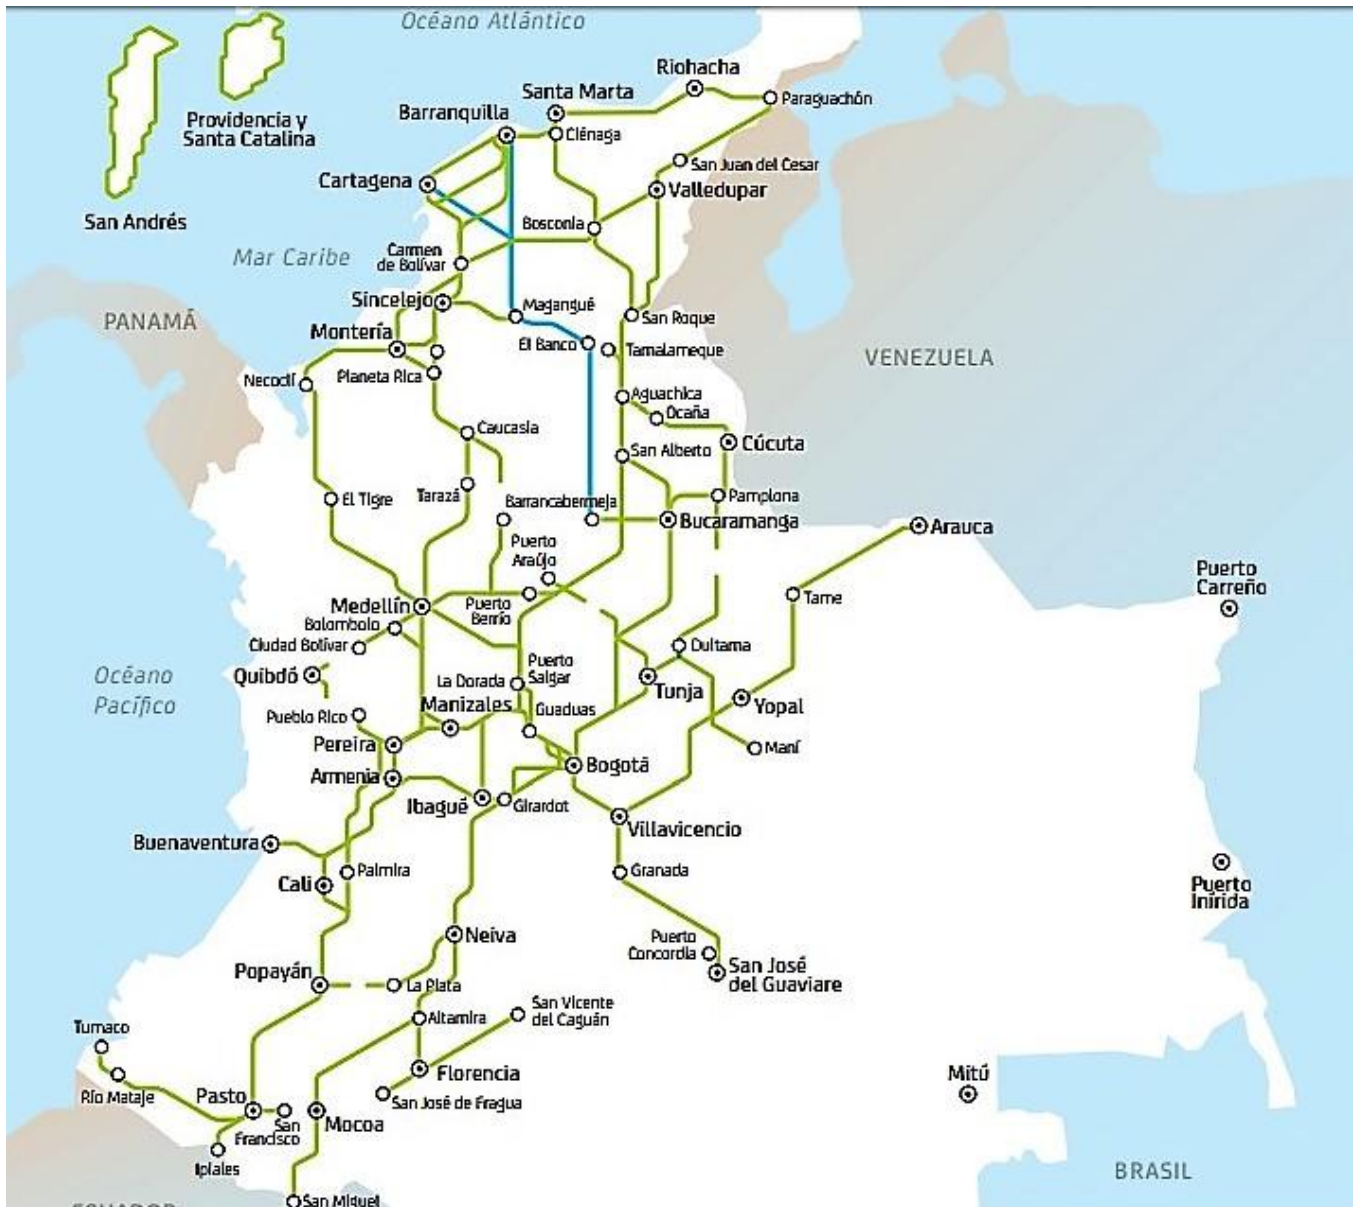 Océano Atlántico
Providencia y
Santa Catalina
San Andrés
Riohacha
Santa Marta
Paraguachón
Barranquilla
Ciénaga
San Juan del Cesar
Cartagena
Valledupar
Bosconia
Mar Caribe
Carmen
de Bolívar
Sincelejo
Magangué
San Roque
PANAMÁ
Montería
El Banco
Tamalameque
VENEZUELA
Necoclí
Planeta Rica
Aguachica
Ocaña
Caucasia
Cúcuta
San Alberto
El Tigre
Tarazá
Barrancabermeja
Pamplona
Bucaramanga
Arauca
Puerto
Araújo
Puerto
Carreño
Medellín
Puerto
Berrío
Tame
Bolombolo
Ciudad Bolívar
Duitama
Océano
Pacífico
Quibdó
La Dorada
Puerto
Salgar
Tunja
Yopal
Manizales
Guaduas
Pueblo Rico
Pereira
Maní
Armenia
Bogotá
Ibagué
Girardot
Villavicencio
Buenaventura
Palmira
Granada
Cali
Puerto
Inírida
Neiva
Puerto
Concordia
Popayán
La Plata
San José
del Guaviare
San Vicente
del Caguán
Altamira
Tumaco
Florencia
Mitú
Río Mataje
Pasto
San
Francisco
Mocoa
San José de Fragua
Ipiales
BRASIL
ECUADOR
San Miguel